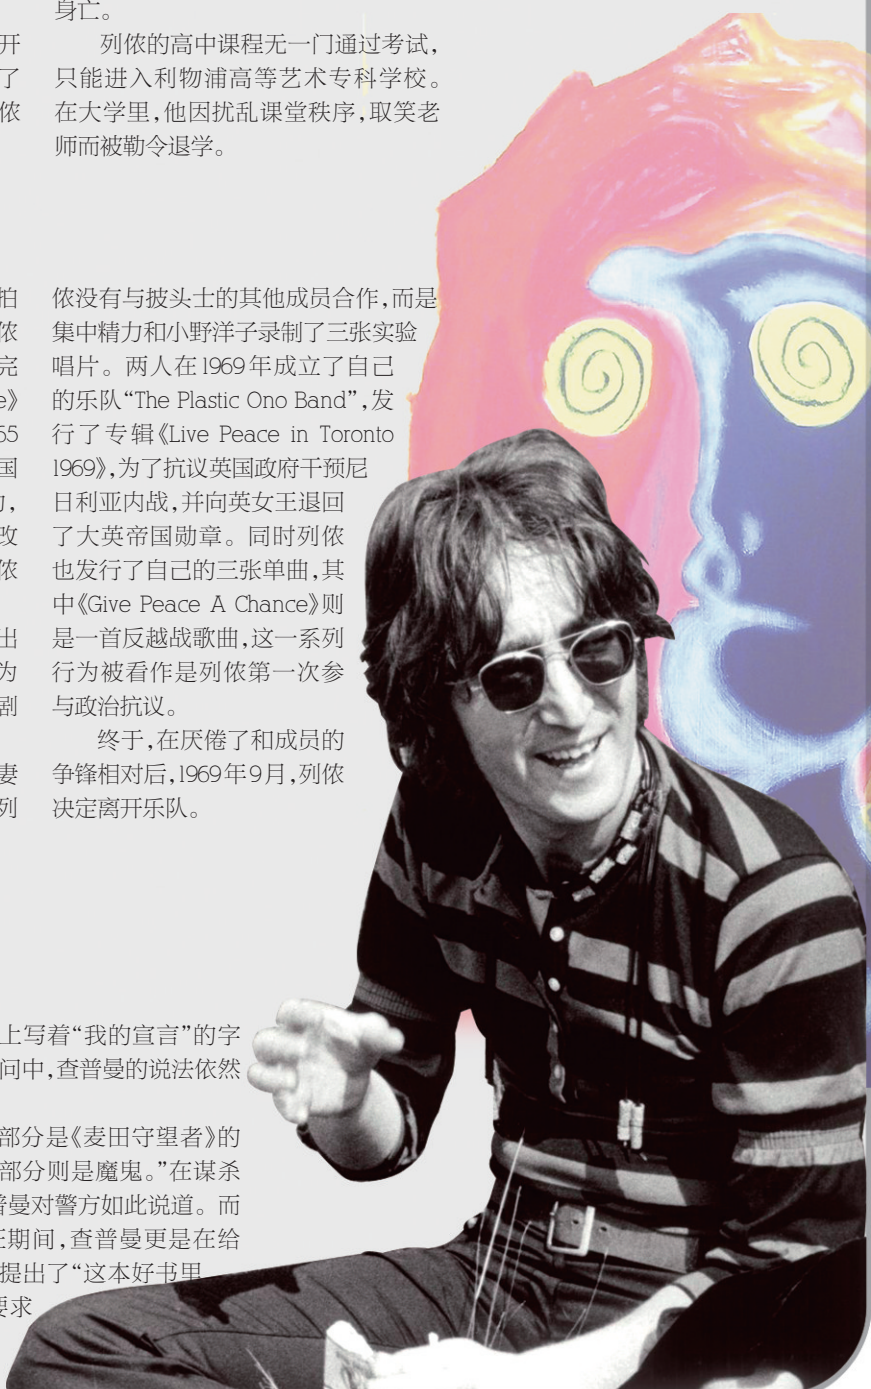 身亡。
开
列侬的高中课程无一门通过考试，
了
只能进入利物浦高等艺术专科学校。
侬
在大学里，他因扰乱课堂秩序，取笑老
师而被勒令退学。
拍
侬
完
e》
55
国
改
侬
出
为
剧
妻
列
侬没有与披头士的其他成员合作，而是
集中精力和小野洋子录制了三张实验
唱片。两人在1969年成立了自己
的乐队“The Plastic Ono Band”，发
行了专辑《Live Peace in Toronto
1969》，为了抗议英国政府干预尼
日利亚内战，并向英女王退回
了大英帝国勋章。同时列侬
也发行了自己的三张单曲，其
中《Give Peace A Chance》则
是一首反越战歌曲，这一系列
行为被看作是列侬第一次参
与政治抗议。
终于，在厌倦了和成员的
争锋相对后，1969年9月，列侬
决定离开乐队。
上写着“我的宣言”的字
问中，查普曼的说法依然
部分是《麦田守望者》的
部分则是魔鬼。”在谋杀
普曼对警方如此说道。而
期间，查普曼更是在给
提出了“这本好书里
要求